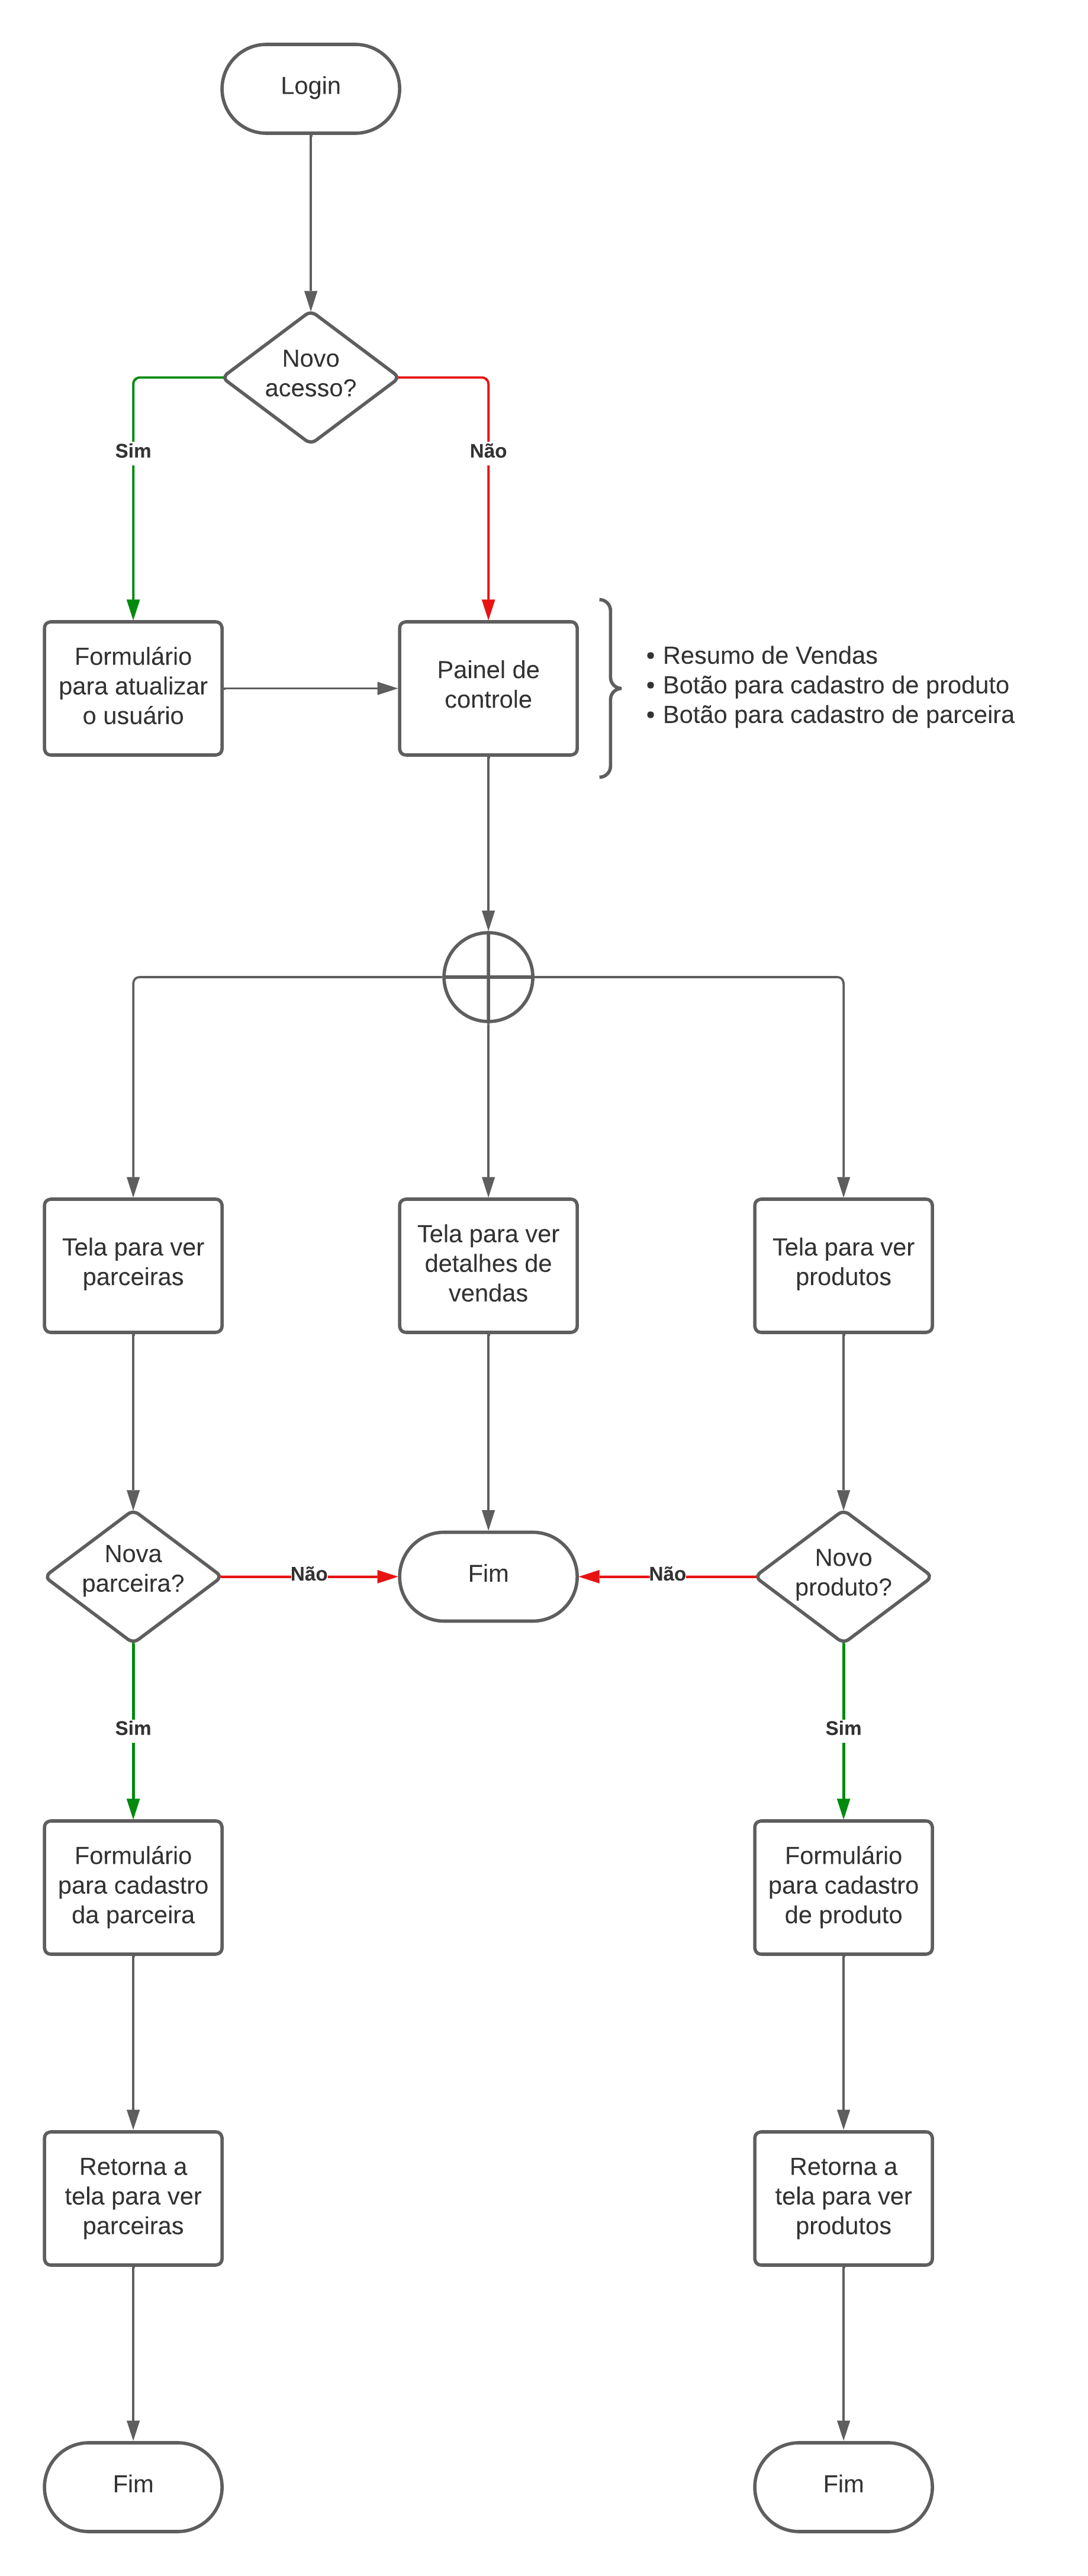 Login
Novo
acesso?
Sim
Não
Formulário
para atualizar
o usuário
Painel de
controle
• Resumo de Vendas
• Botão para cadastro de produto
• Botão para cadastro de parceira
Tela para ver
parceiras
Tela para ver
detalhes de
vendas
Tela para ver
produtos
Nova
parceira?
Não
Fim
Não
Novo
produto?
Sim
Sim
Formulário
para cadastro
da parceira
Formulário
para cadastro
de produto
Retorna a
tela para ver
parceiras
Retorna a
tela para ver
produtos
Fim
Fim